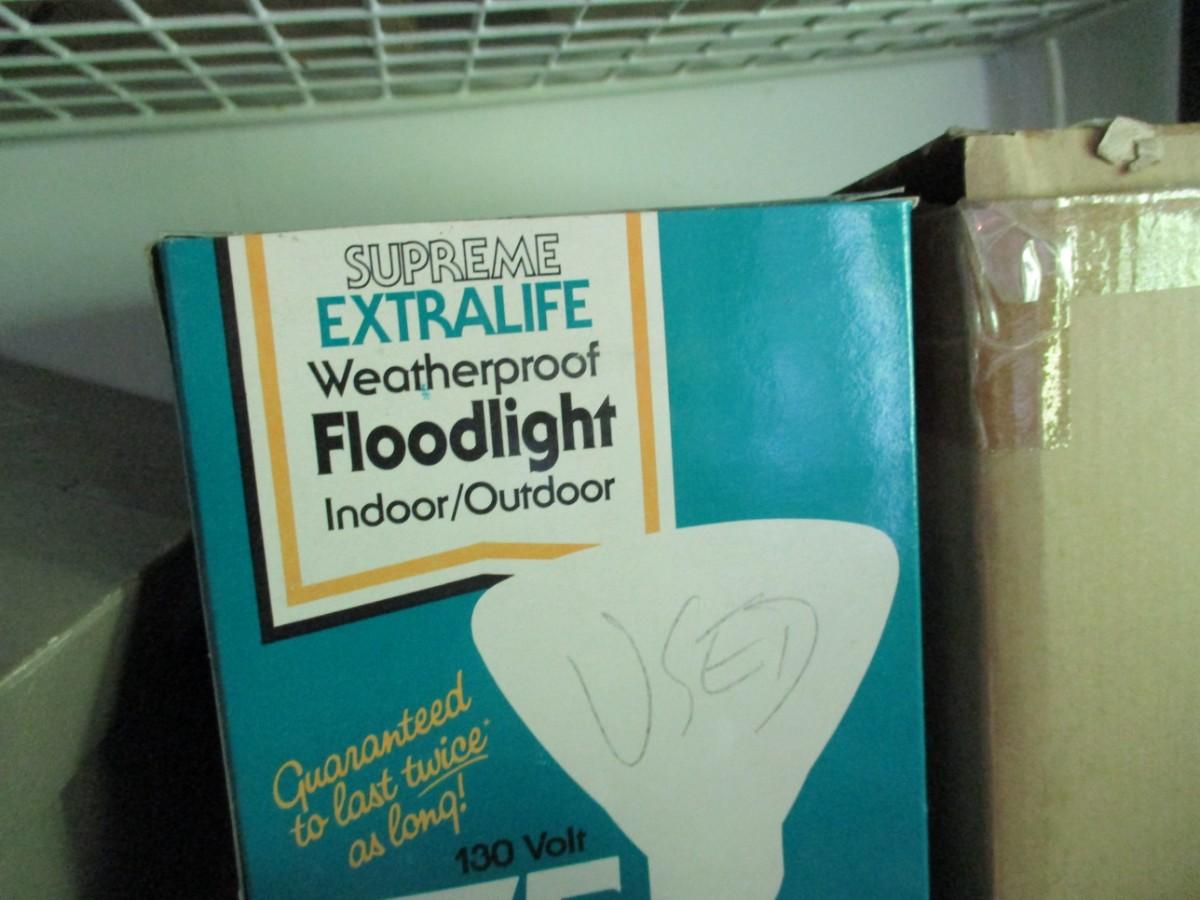 SUPREME
EXTRALIFE
Weatherproof
Floodlight
Indoor/Outdoor
USED
Guaranteed
to last twice*
as long!
130 Volt